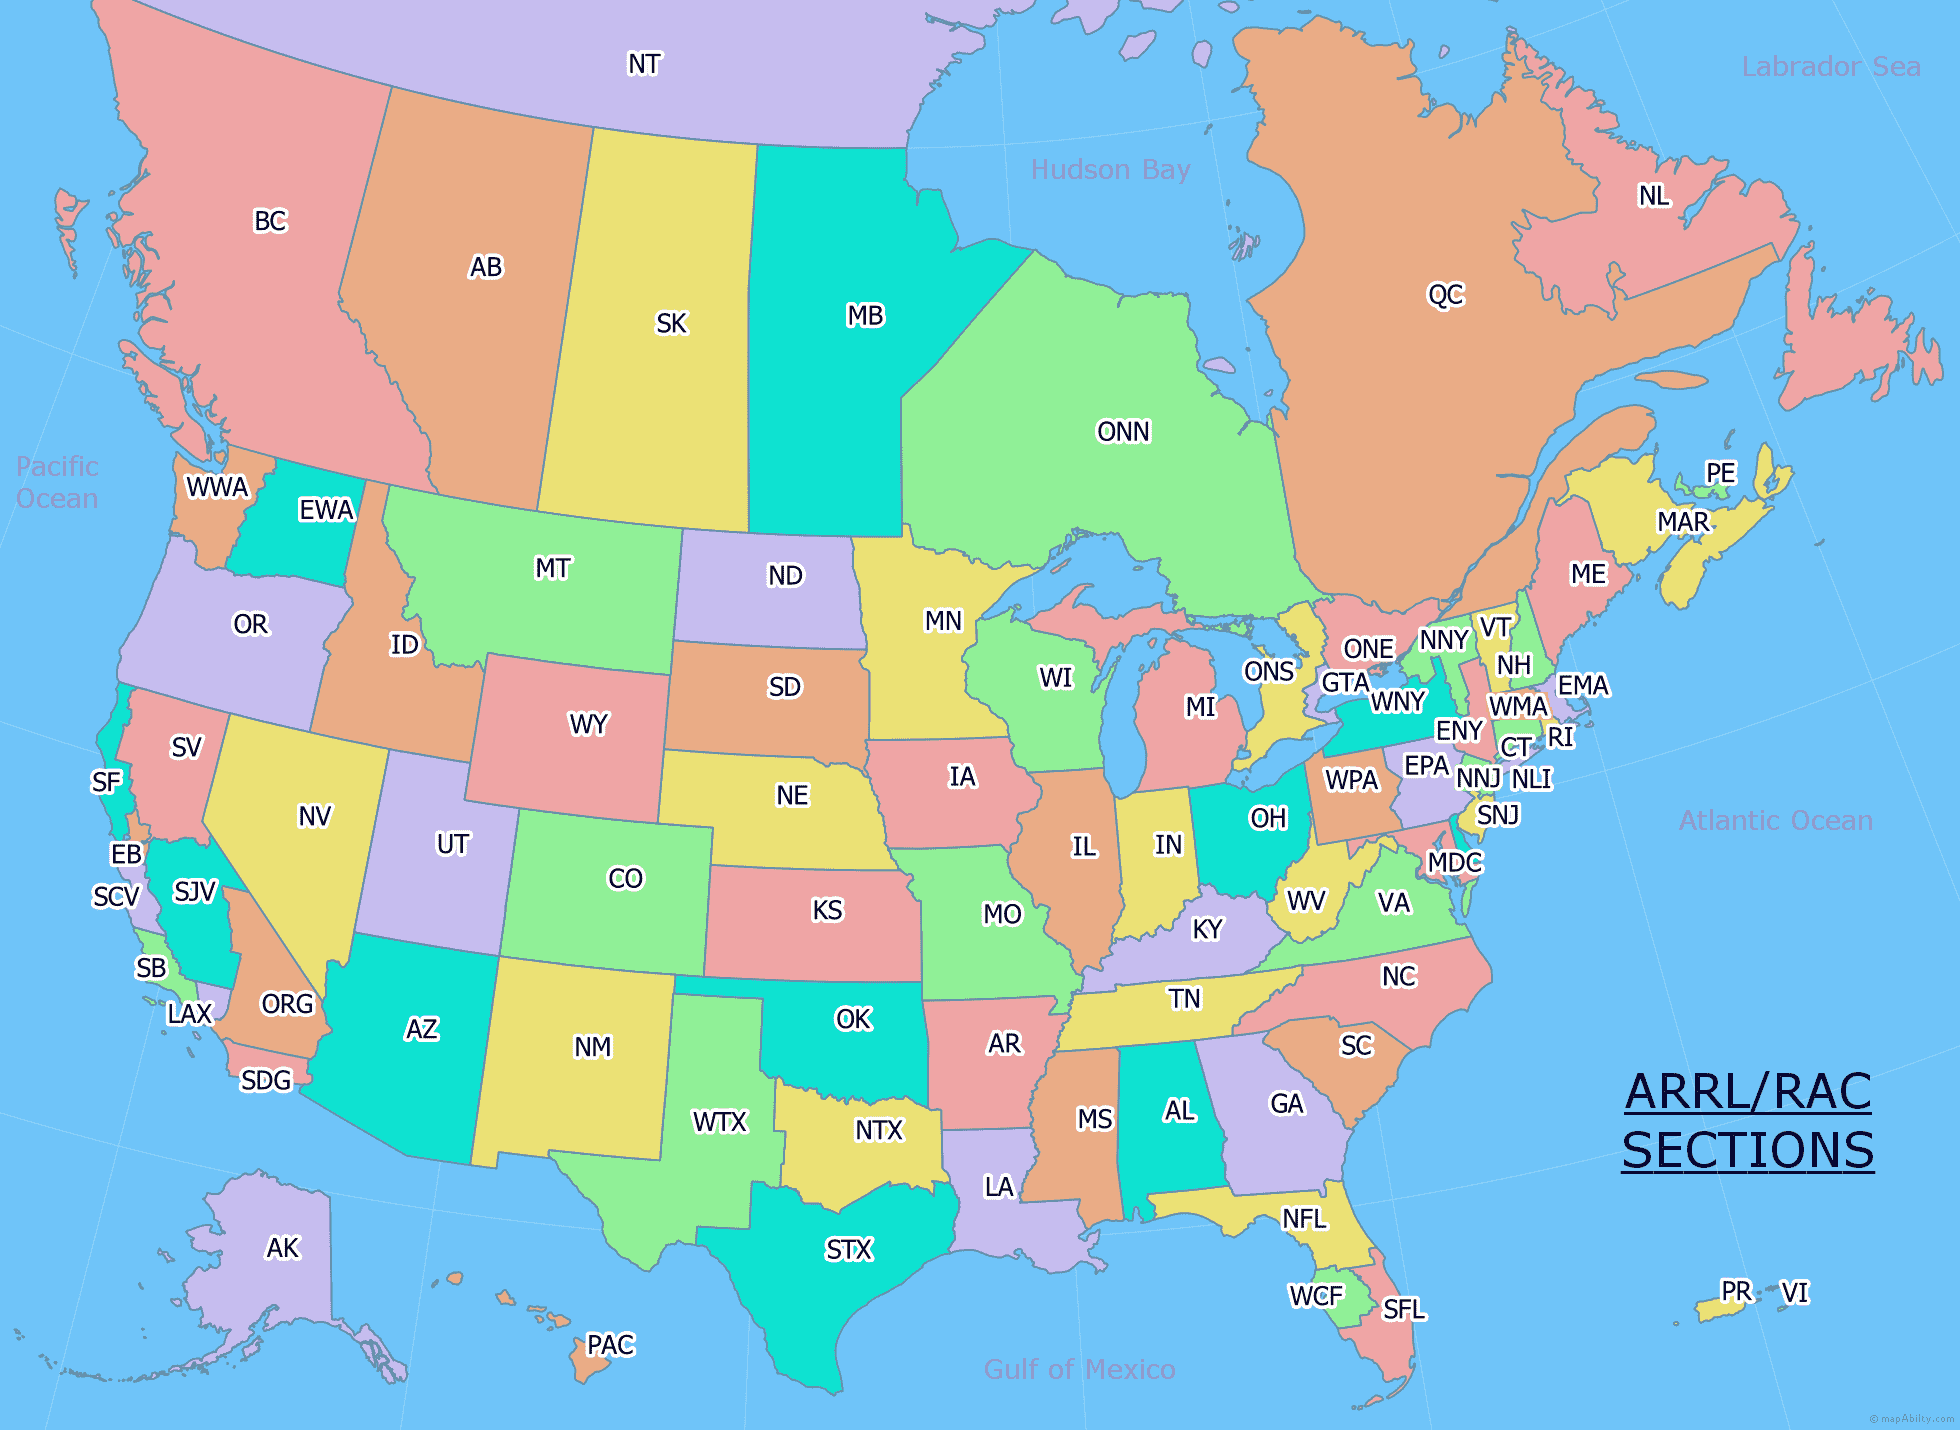 NT
Labrador Sea
Hudson Bay
NL
BC
AB
QC
MB
SK
ONN
Pacific
Ocean
PE
WWA
EWA
MAR
MT
ND
ME
OR
MN
VT
ID
NNY
ONE
NH
ONS
WI
GTA
EMA
SD
WNY
MI
WMA
WY
ENY
RI
SV
CT
EPA
IA
SF
WPA
NNJ
NLI
NE
NV
SNJ
OH
UT
IN
IL
Atlantic Ocean
EB
MDC
CO
SJV
SCV
WV
VA
KS
MO
KY
SB
NC
TN
ORG
LAX
OK
AZ
AR
NM
SC
SDG
ARRL/RAC
SECTIONS
GA
AL
MS
WTX
NTX
LA
NFL
AK
STX
PR
VI
WCF
SFL
PAC
Gulf of Mexico
© mapAbility.com